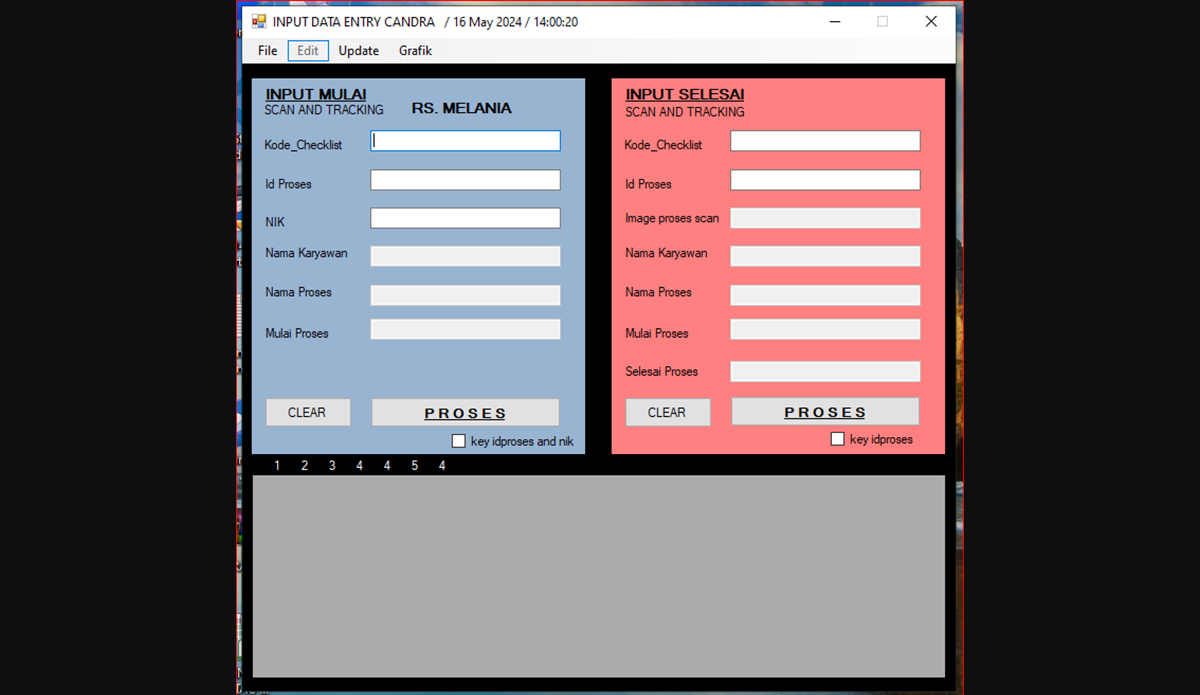 INPUT DATA ENTRY CANDRA / 16 May 2024 / 14:00:20
File Edit Update Grafik
INPUT MULAI
SCAN AND TRACKING
RS. MELANIA
Kode_Checklist
Id Proses
NIK
Nama Karyawan
Nama Proses
Mulai Proses
CLEAR
PROSES
key idproses and nik
INPUT SELESAI
SCAN AND TRACKING
Kode_Checklist
Id Proses
Image proses scan
Nama Karyawan
Nama Proses
Mulai Proses
Selesai Proses
CLEAR
PROSES
key idproses
1 2 3 4 4 5 4